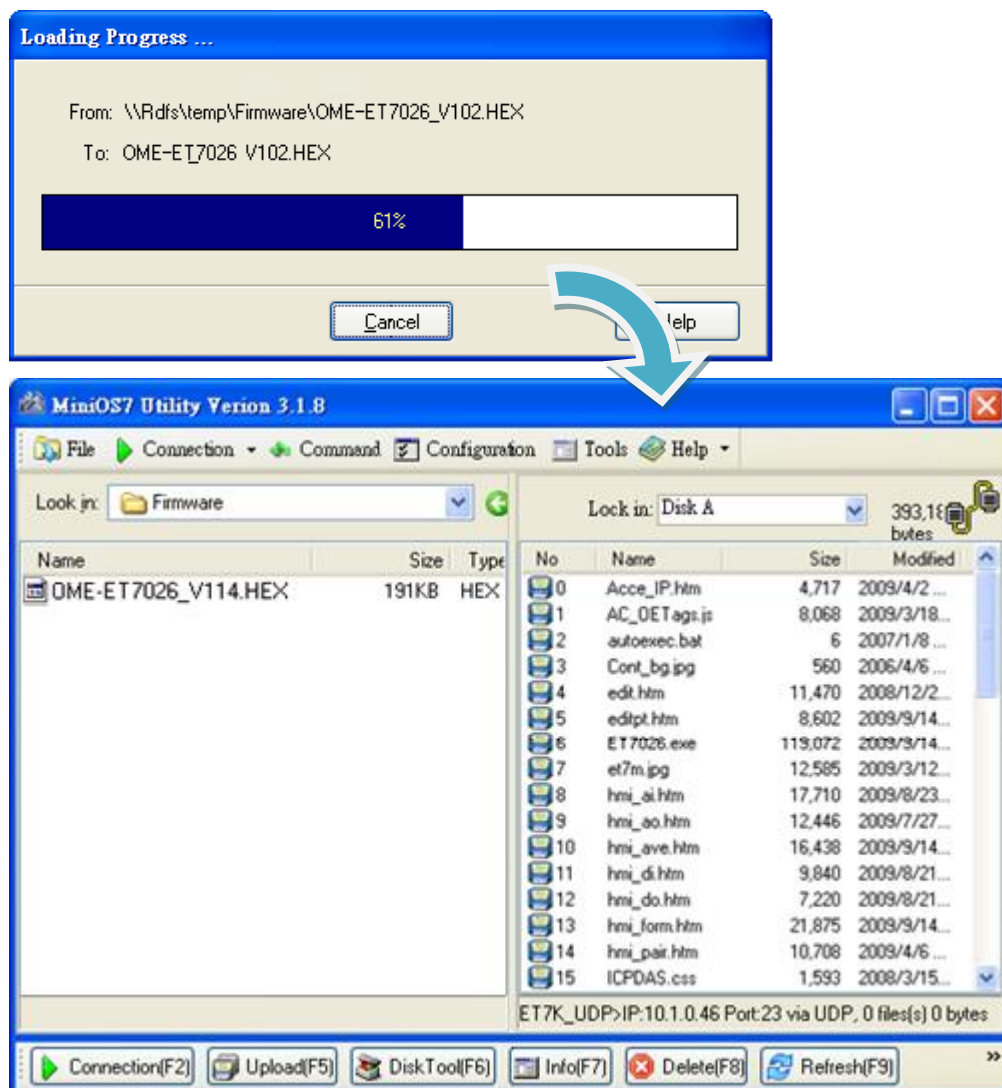 Loading Progress ...
From: \\Rdfs\temp\Firmware\OME-ET7026_V102.HEX
To: OME-ET7026 V102.HEX
61%
Cancel elp
MiniOS7 Utility Verion 3.1.8
File Connection Command Configuration Tools Help
Look in: Firmware
Lock in: Disk A 393,18 bytes
Name Size Type
OME-ET7026_V114.HEX 191KB HEX
No Name Size Modified
0 Acce_IP.htm 4,717 2009/4/2 ...
1 AC_OETags.js 8,068 2009/3/18...
2 autoexec.bat 6 2007/1/8 ...
3 Cont_bg.jpg 560 2006/4/6 ...
4 edit.htm 11,470 2008/12/2...
5 editpt.htm 8,602 2009/9/14...
6 ET7026.exe 119,072 2009/9/14...
7 et7m.jpg 12,585 2009/3/12...
8 hmi_ai.htm 17,710 2009/8/23...
9 hmi_ao.htm 12,446 2009/7/27...
10 hmi_ave.htm 16,438 2009/9/14...
11 hmi_di.htm 9,840 2009/8/21...
12 hmi_do.htm 7,220 2009/8/21...
13 hmi_form.htm 21,875 2009/9/14...
14 hmi_pair.htm 10,708 2009/4/6 ...
15 ICPDAS.css 1,593 2008/3/15...
ET7K_UDP>IP:10.1.0.46 Port:23 via UDP, 0 files(s) 0 bytes
Connection(F2) Upload(F5) DiskTool(F6) Info(F7) Delete(F8) Refresh(F9) »